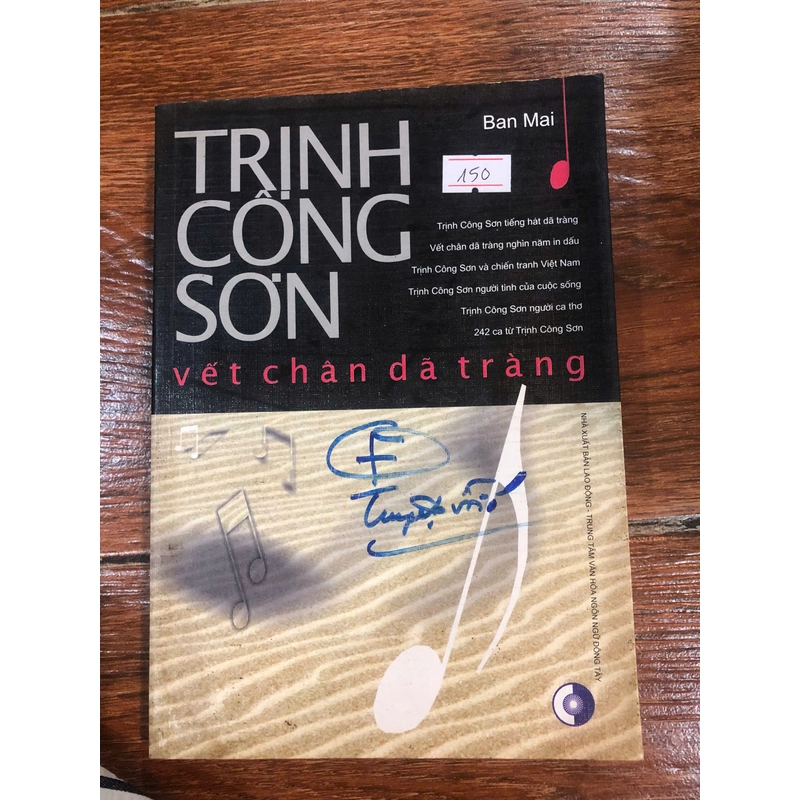 Ban Mai
TRỊNH
CÔNG
SƠN
150
Trịnh Công Sơn tiếng hát dã tràng
Vết chân dã tràng nghìn năm in dấu
Trịnh Công Sơn và chiến tranh Việt Nam
Trịnh Công Sơn người tình của cuộc sống
Trịnh Công Sơn người ca thơ
242 ca từ Trịnh Công Sơn
vết chân dã tràng
F
Tuyệt vời
NHÀ XUẤT BẢN LAO ĐỘNG - TRUNG TÂM VĂN HÓA NGÔN NGỮ ĐÔNG TÂY